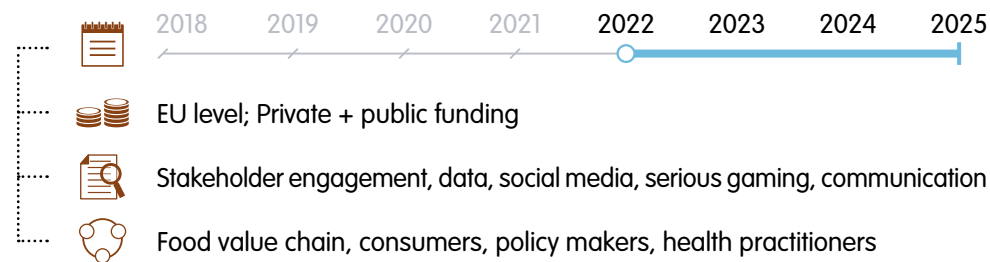 2018 2019 2020 2021 2022 2023 2024 2025
EU level; Private + public funding
Stakeholder engagement, data, social media, serious gaming, communication
Food value chain, consumers, policy makers, health practitioners